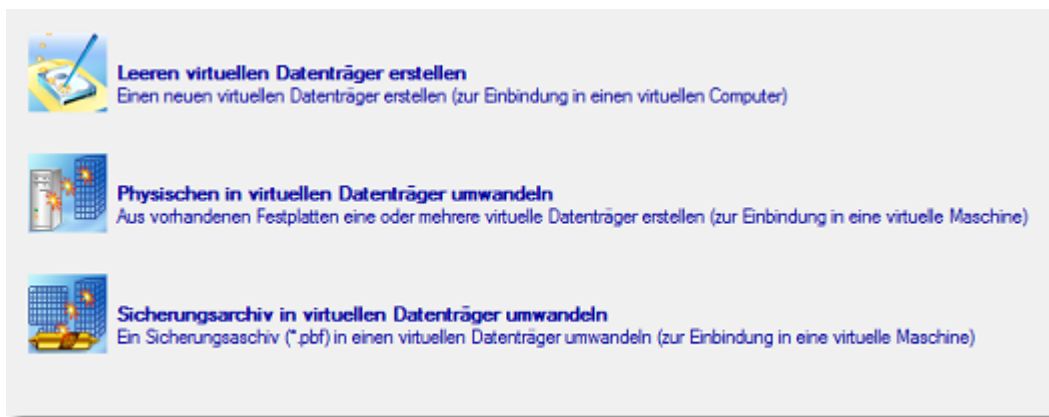 Leeren virtuellen Datenträger erstellen
Einen neuen virtuellen Datenträger erstellen (zur Einbindung in einen virtuellen Computer)
Physischen in virtuellen Datenträger umwandeln
Aus vorhandenen Festplatten eine oder mehrere virtuelle Datenträger erstellen (zur Einbindung in eine virtuelle Maschine)
Sicherungsarchiv in virtuellen Datenträger umwandeln
Ein Sicherungsaschiv (*.pbf) in einen virtuellen Datenträger umwandeln (zur Einbindung in eine virtuelle Maschine)